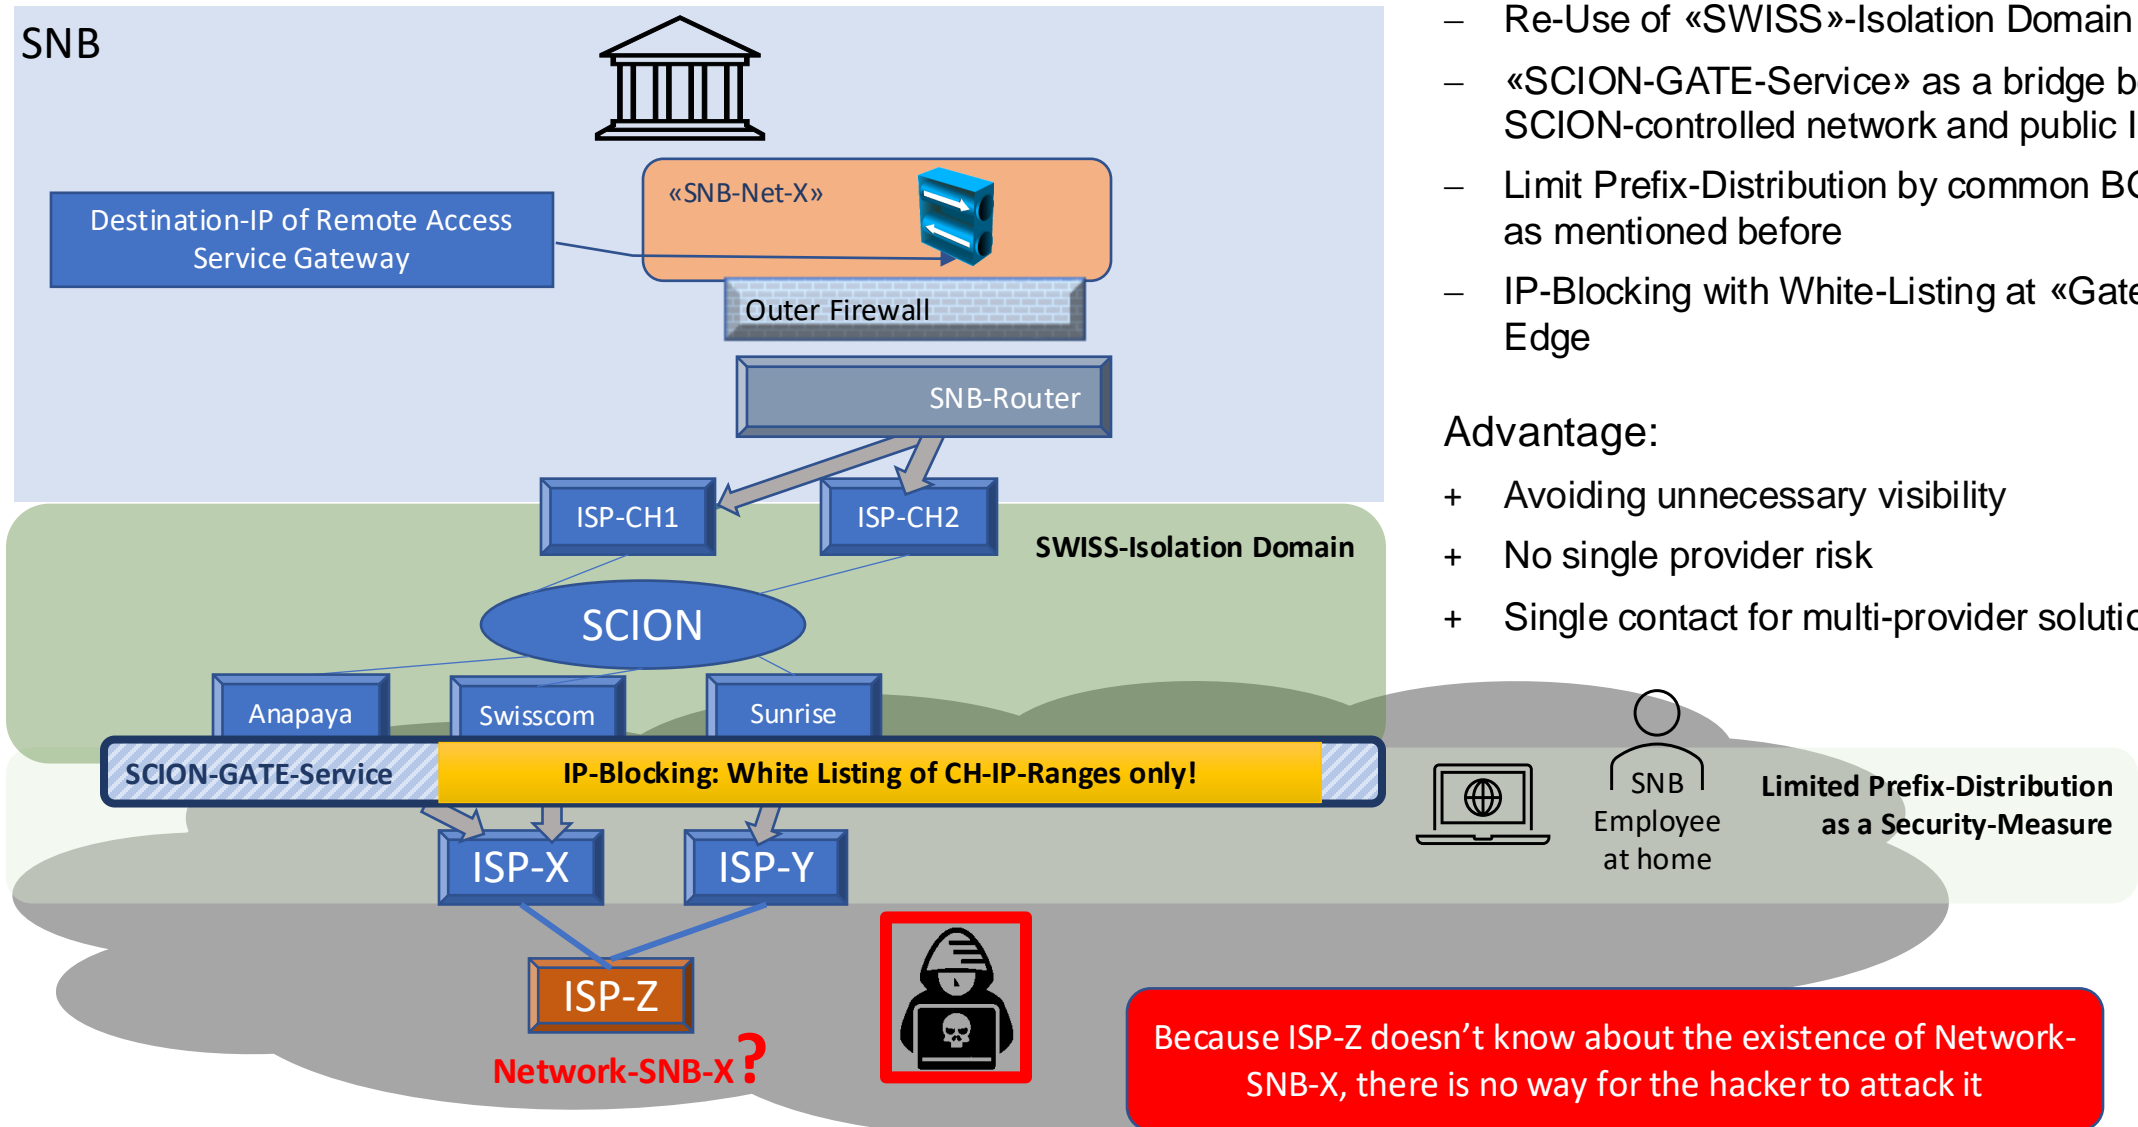 SNB
«SNB-Net-X»
Destination-IP of Remote Access
Service Gateway
Outer Firewall
SNB-Router
ISP-CH1
ISP-CH2
SWISS-Isolation Domain
SCION
Anapaya
Swisscom
Sunrise
SCION-GATE-Service
IP-Blocking: White Listing of CH-IP-Ranges only!
ISP-X
ISP-Y
ISP-Z
Network-SNB-X?
– Re-Use of «SWISS»-Isolation Domain
– «SCION-GATE-Service» as a bridge
SCION-controlled network and public
– Limit Prefix-Distribution by common
as mentioned before
– IP-Blocking with White-Listing at
Edge
Advantage:
+ Avoiding unnecessary visibility
+ No single provider risk
+ Single contact for multi-provider
SNB
Employee
at home
Limited Prefix-Distribution
as a Security-Measure
Because ISP-Z doesn't know about the existence of Network-
SNB-X, there is no way for the hacker to attack it